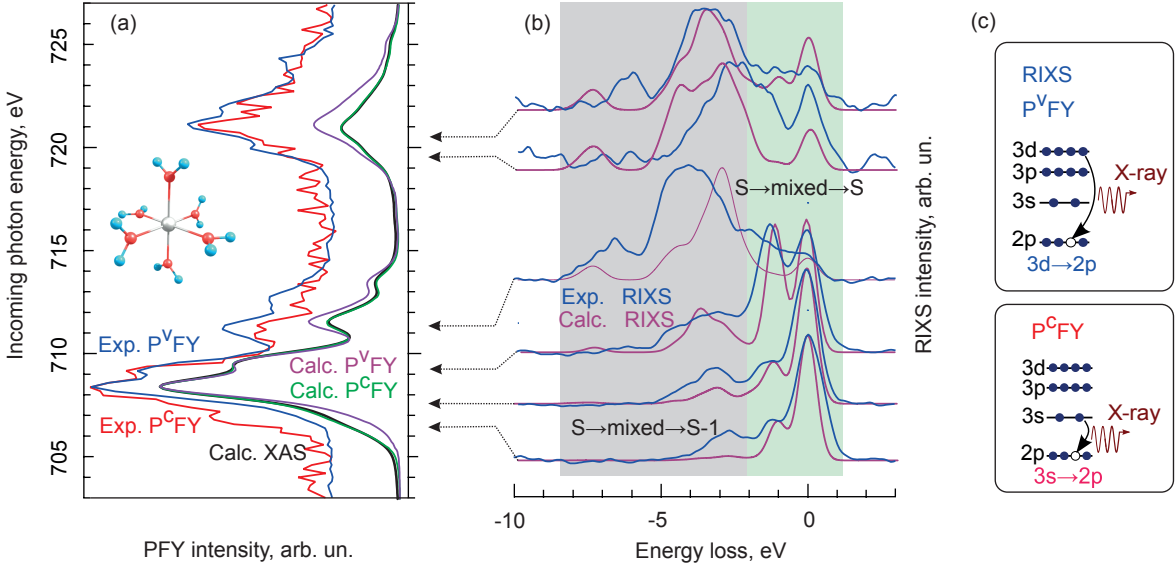 (a)
725
720
715
710
705
Incoming photon energy, eV
Exp. PⱽFY
Exp. PᶜFY
Calc. PⱽFY
Calc. PᶜFY
Calc. XAS
PFY intensity, arb. un.
(b)
S→mixed→S
Exp. RIXS
Calc. RIXS
S→mixed→S-1
-10
-5
0
Energy loss, eV
RIXS intensity, arb. un.
(c)
RIXS
PⱽFY
3d
3p
X-ray
3s
2p
3d→2p
PᶜFY
3d
3p
3s
X-ray
2p
3s→2p